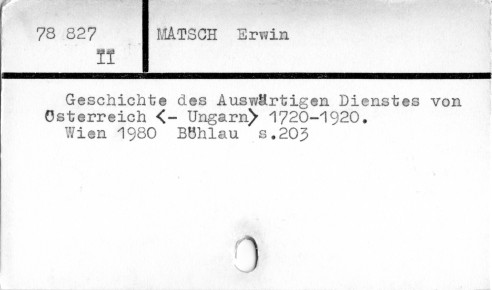 78 827 MATSCH Erwin
II
Geschichte des Auswärtigen Dienstes von
Österreich <- Ungarn> 1720-1920.
Wien 1980 Böhlau s.203